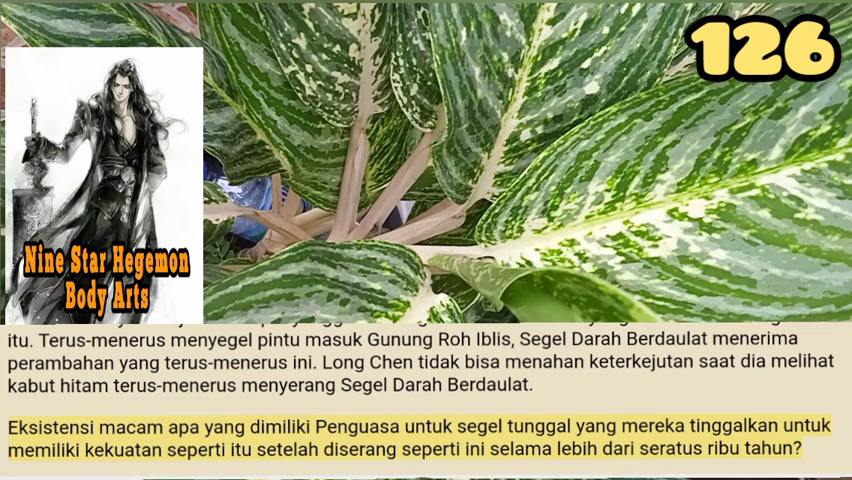 126
Nine Star Hegemon
Body Arts
itu. Terus-menerus menyegel pintu masuk Gunung Roh Iblis, Segel Darah Berdaulat menerima
perambahan yang terus-menerus ini. Long Chen tidak bisa menahan keterkejutan saat dia melihat
kabut hitam terus-menerus menyerang Segel Darah Berdaulat.
Eksistensi macam apa yang dimiliki Penguasa untuk segel tunggal yang mereka tinggalkan untuk
memiliki kekuatan seperti itu setelah diserang seperti ini selama lebih dari seratus ribu tahun?